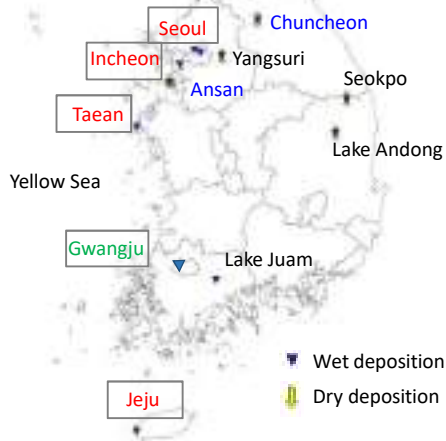 Seoul
Chuncheon
Incheon
Yangsuri
Ansan
Seokpo
Taean
Lake Andong
Yellow Sea
Gwangju
Lake Juam
Wet deposition
Jeju
Dry deposition